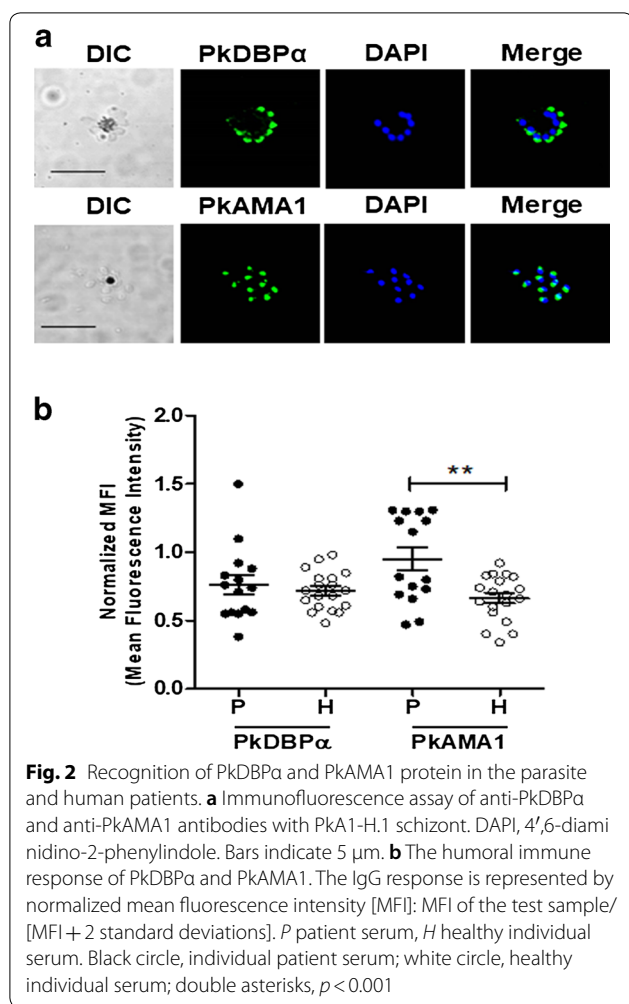 a
DIC PkDBPα DAPI Merge
DIC PkAMA1 DAPI Merge
b
Normalized MFI
(Mean Fluorescence Intensity)
2.0
1.5
1.0
0.5
0.0
**
P H P H
PkDBPα PkAMA1
Fig. 2 Recognition of PkDBPα and PkAMA1 protein in the parasite
and human patients. a Immunofluorescence assay of anti-PkDBPα
and anti-PkAMA1 antibodies with PkA1-H.1 schizont. DAPI, 4′,6-diami
nidino-2-phenylindole. Bars indicate 5 μm. b The humoral immune
response of PkDBPα and PkAMA1. The IgG response is represented by
normalized mean fluorescence intensity [MFI]: MFI of the test sample/
[MFI + 2 standard deviations]. P patient serum, H healthy individual
serum. Black circle, individual patient serum; white circle, healthy
individual serum; double asterisks, p < 0.001